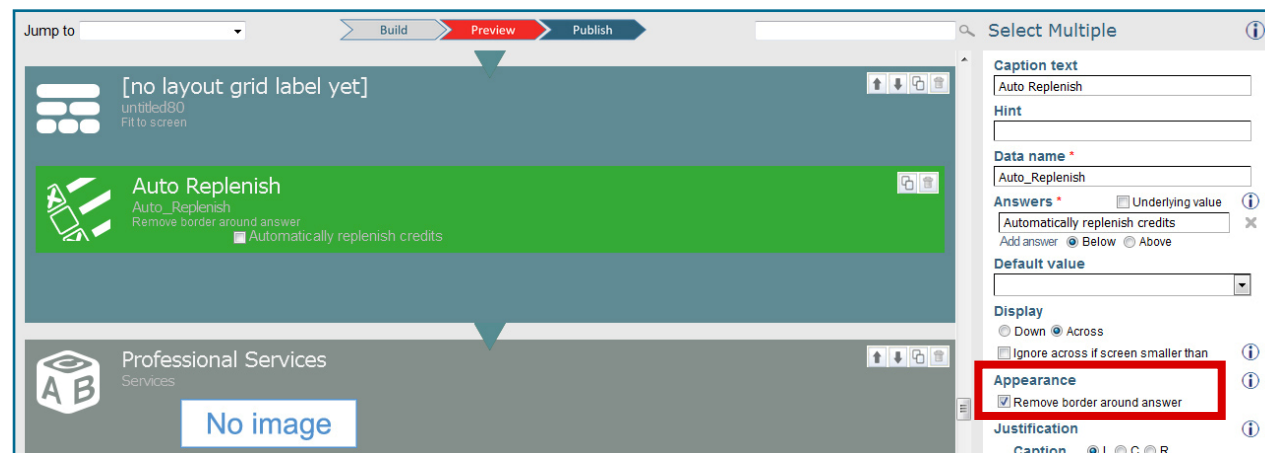 Jump to
Build
Preview
Publish
[no layout grid label yet]
untitled80
Fit to screen
Auto Replenish
Auto_Replenish
Remove border around answer
Automatically replenish credits
Professional Services
Services
A B
No image
Select Multiple
Caption text
Auto Replenish
Hint
Data name *
Auto_Replenish
Answers * Underlying value
Automatically replenish credits
Add answer Below Above
Default value
Display
Down Across
Ignore across if screen smaller than
Appearance
Remove border around answer
Justification
Caption L C R